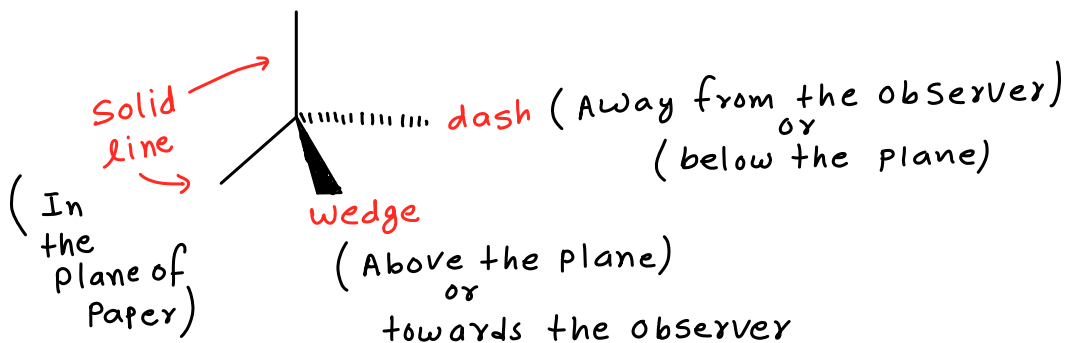 Solid
line
(In
the
plane of
Paper)
dash (Away from the observer)
or
(below the plane)
wedge
(Above the plane)
or
towards the observer